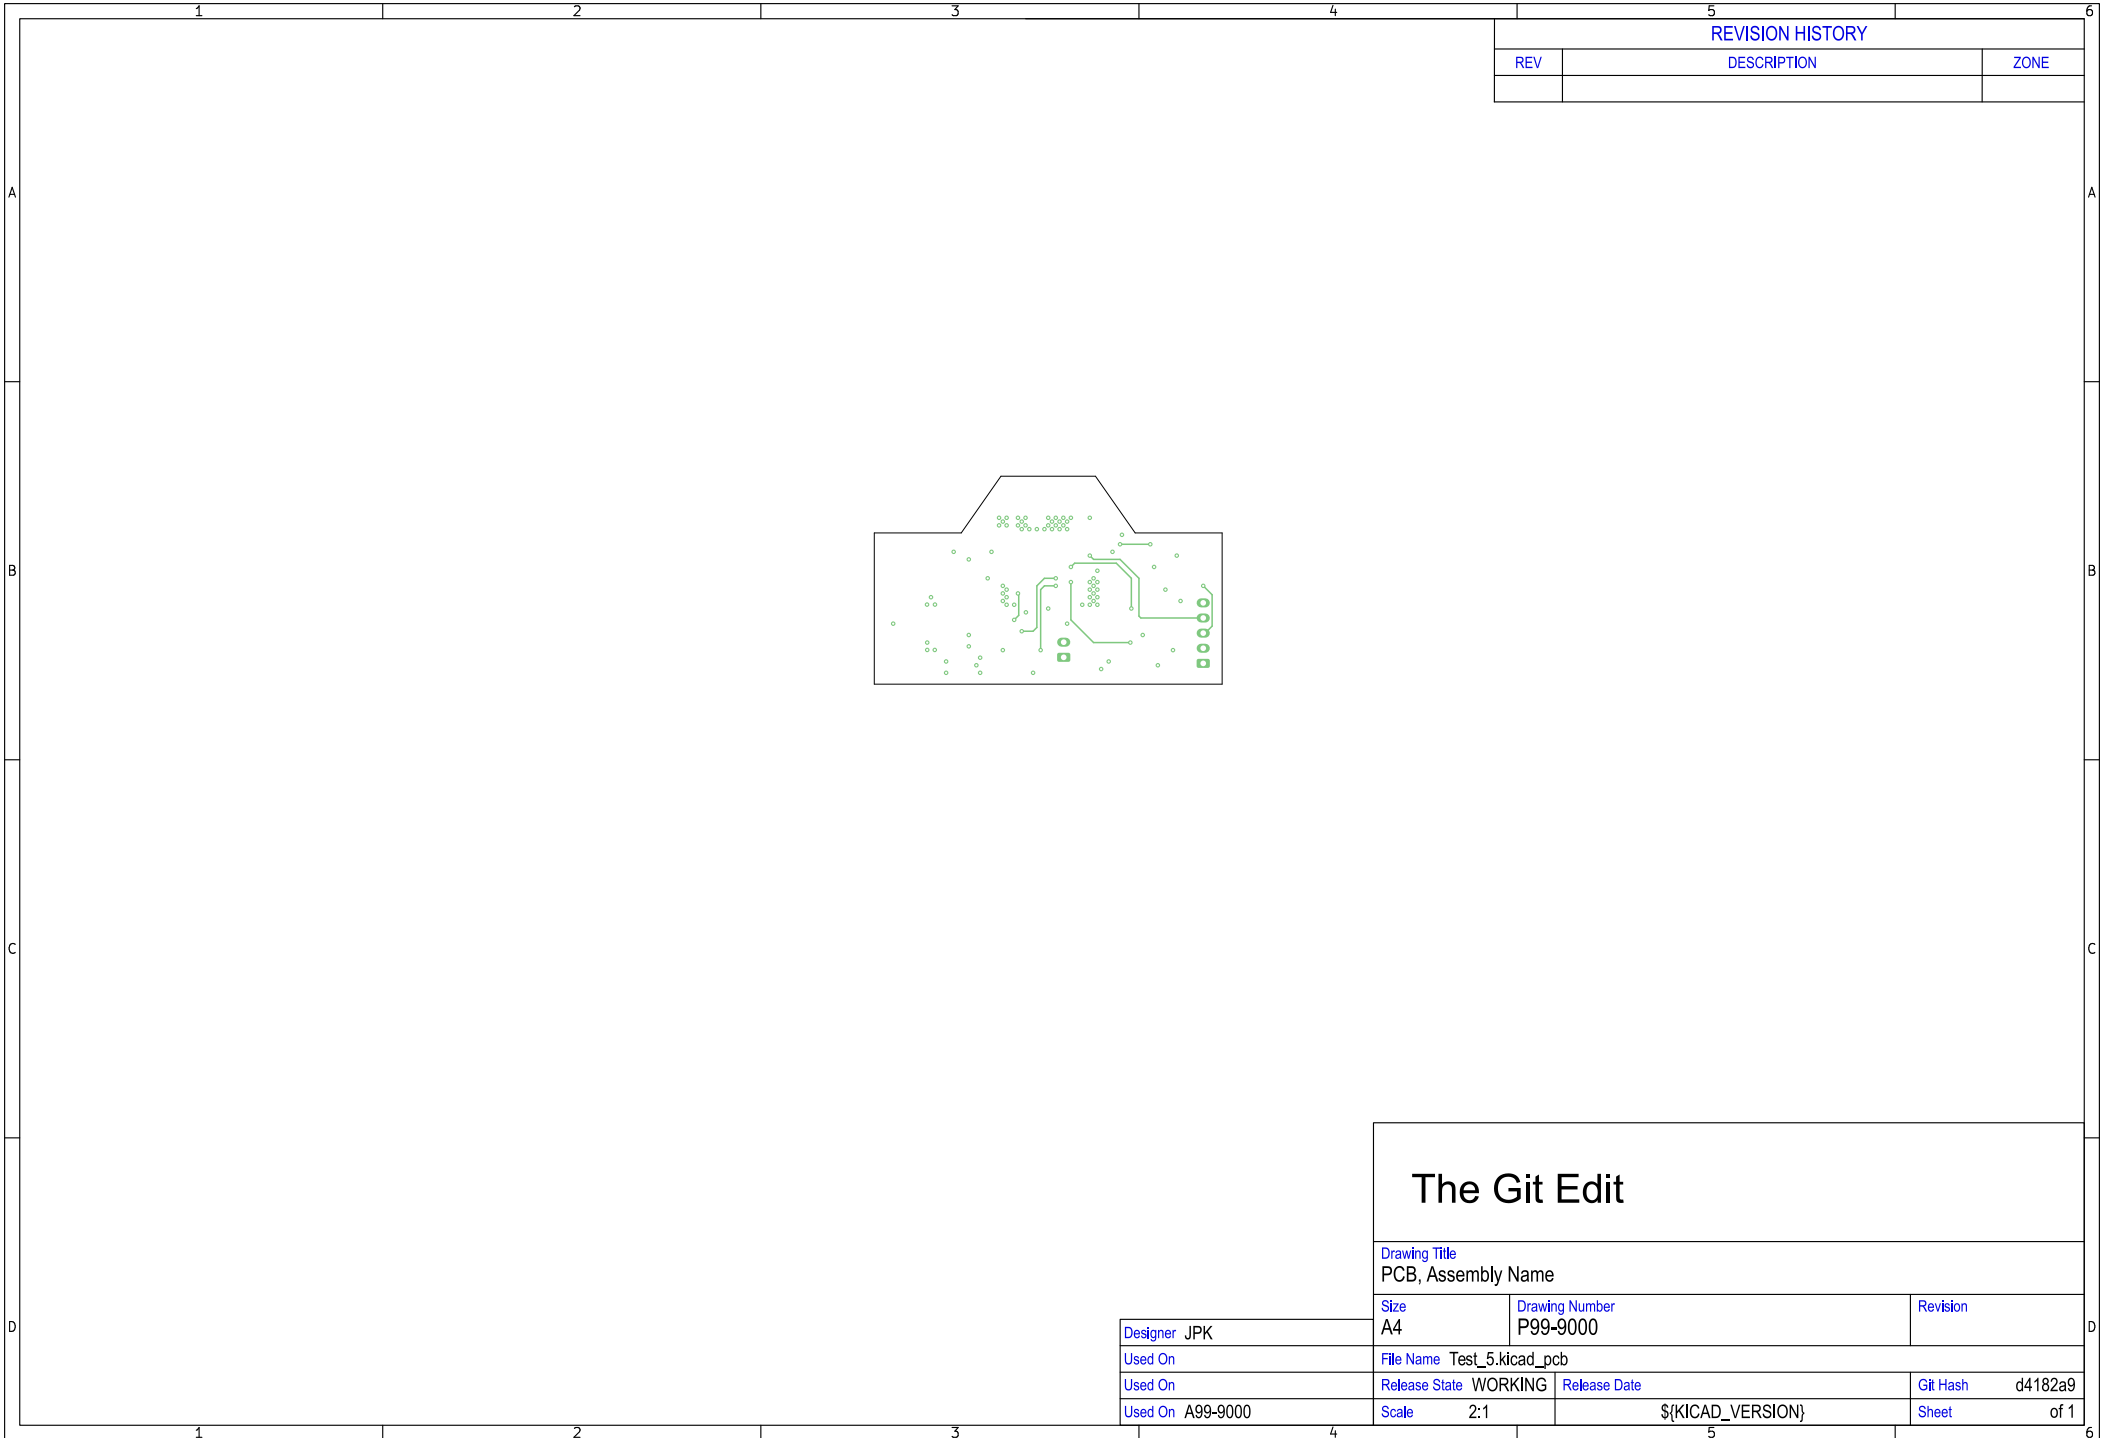 1 2 3 4 5 6
REVISION HISTORY
REV DESCRIPTION ZONE
A A
B B
C C
The Git Edit
Drawing Title
PCB, Assembly Name
Size Drawing Number Revision
A4 P99-9000
D D
Designer JPK
Used On File Name Test_5.kicad_pcb
Used On Release State WORKING Release Date Git Hash d4182a9
Used On A99-9000 Scale 2:1 ${KICAD_VERSION} Sheet of 1
1 2 3 4 5 6